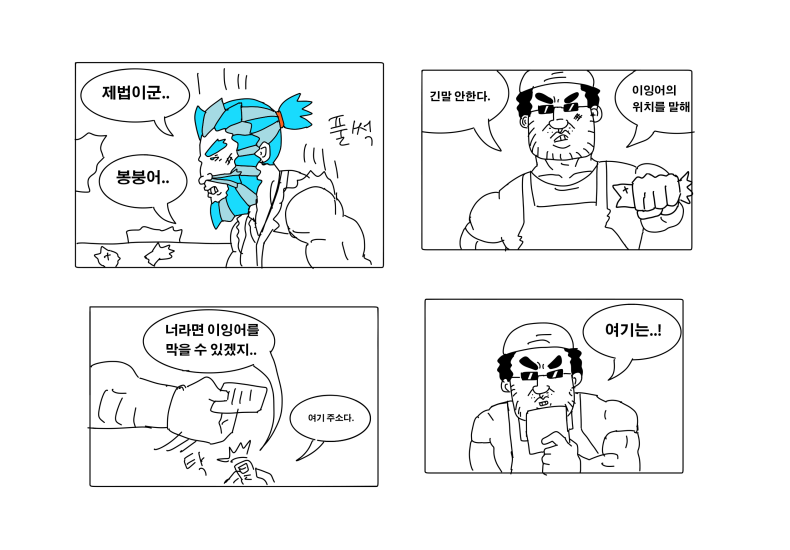 제법이군..
봉붕어..
풀썩
긴말 안한다.
이잉어의
위치를 말해
너라면 이잉어를
막을 수 있겠지..
여기 주소다.
탁
여기는..!